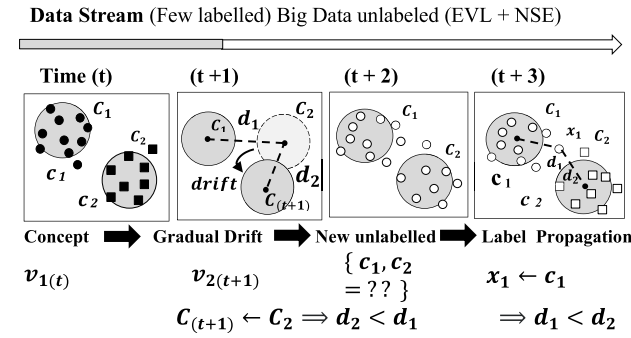 Data Stream (Few labelled) Big Data unlabeled (EVL + NSE)
Time (t) (t +1) (t + 2) (t + 3)
C₁
C₂
c₁
c₂
C₁ d₁ C₂
drift d₂
C₍ₜ₊₁₎
C₁
C₂
C₁ x₁ C₂
d₁
c₁ d₂
c₂
Concept Gradual Drift New unlabelled Label Propagation
v₁₍ₜ₎ v₂₍ₜ₊₁₎ { c₁, c₂ x₁ ← c₁
= ?? }
C₍ₜ₊₁₎ ← C₂ ⟹ d₂ < d₁ ⟹ d₁ < d₂